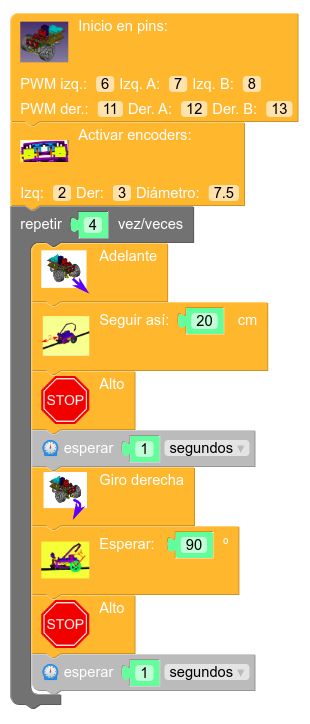 Inicio en pins:
PWM izq.: 6 Izq. A: 7 Izq. B: 8
PWM der.: 11 Der. A: 12 Der. B: 13
Activar encoders:
Izq: 2 Der: 3 Diámetro: 7.5
repetir 4 vez/veces
Adelante
Seguir así: 20 cm
Alto
STOP
esperar 1 segundos
Giro derecha
Esperar: 90 º
Alto
STOP
esperar 1 segundos